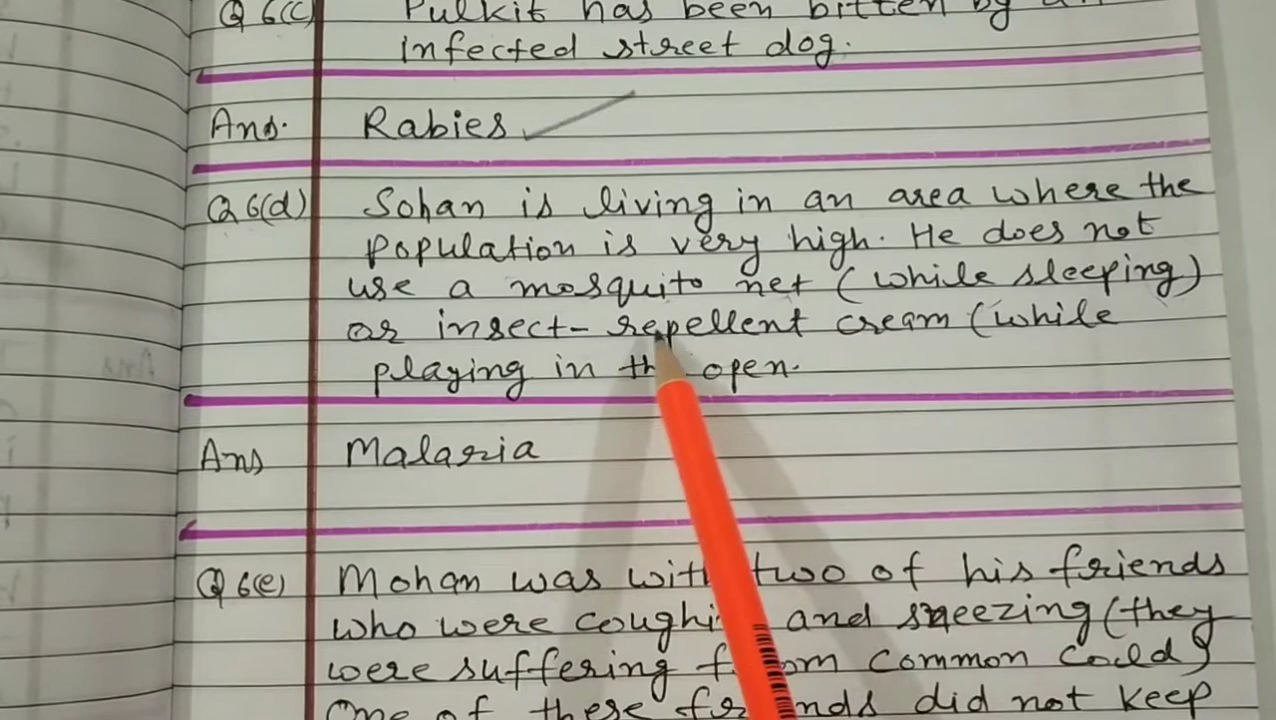 Q 6(c) Pulkit has been bitten by an
infected street dog.
Ans. Rabies
Q 6(d) Sohan is living in an area where the
population is very high. He does not
use a mosquito net (while sleeping)
or insect-repellent cream (while
playing in the open.
Ans Malaria
Q 6(e) Mohan was with two of his friends
who were coughing and sneezing (they
were suffering from common cold)
One of these friends did not keep